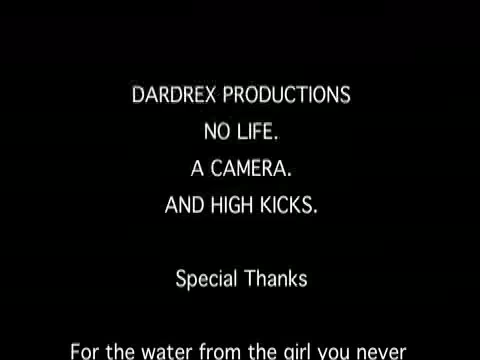 DARDREX PRODUCTIONS
NO LIFE.
A CAMERA.
AND HIGH KICKS.
Special Thanks
For the water from the girl you never